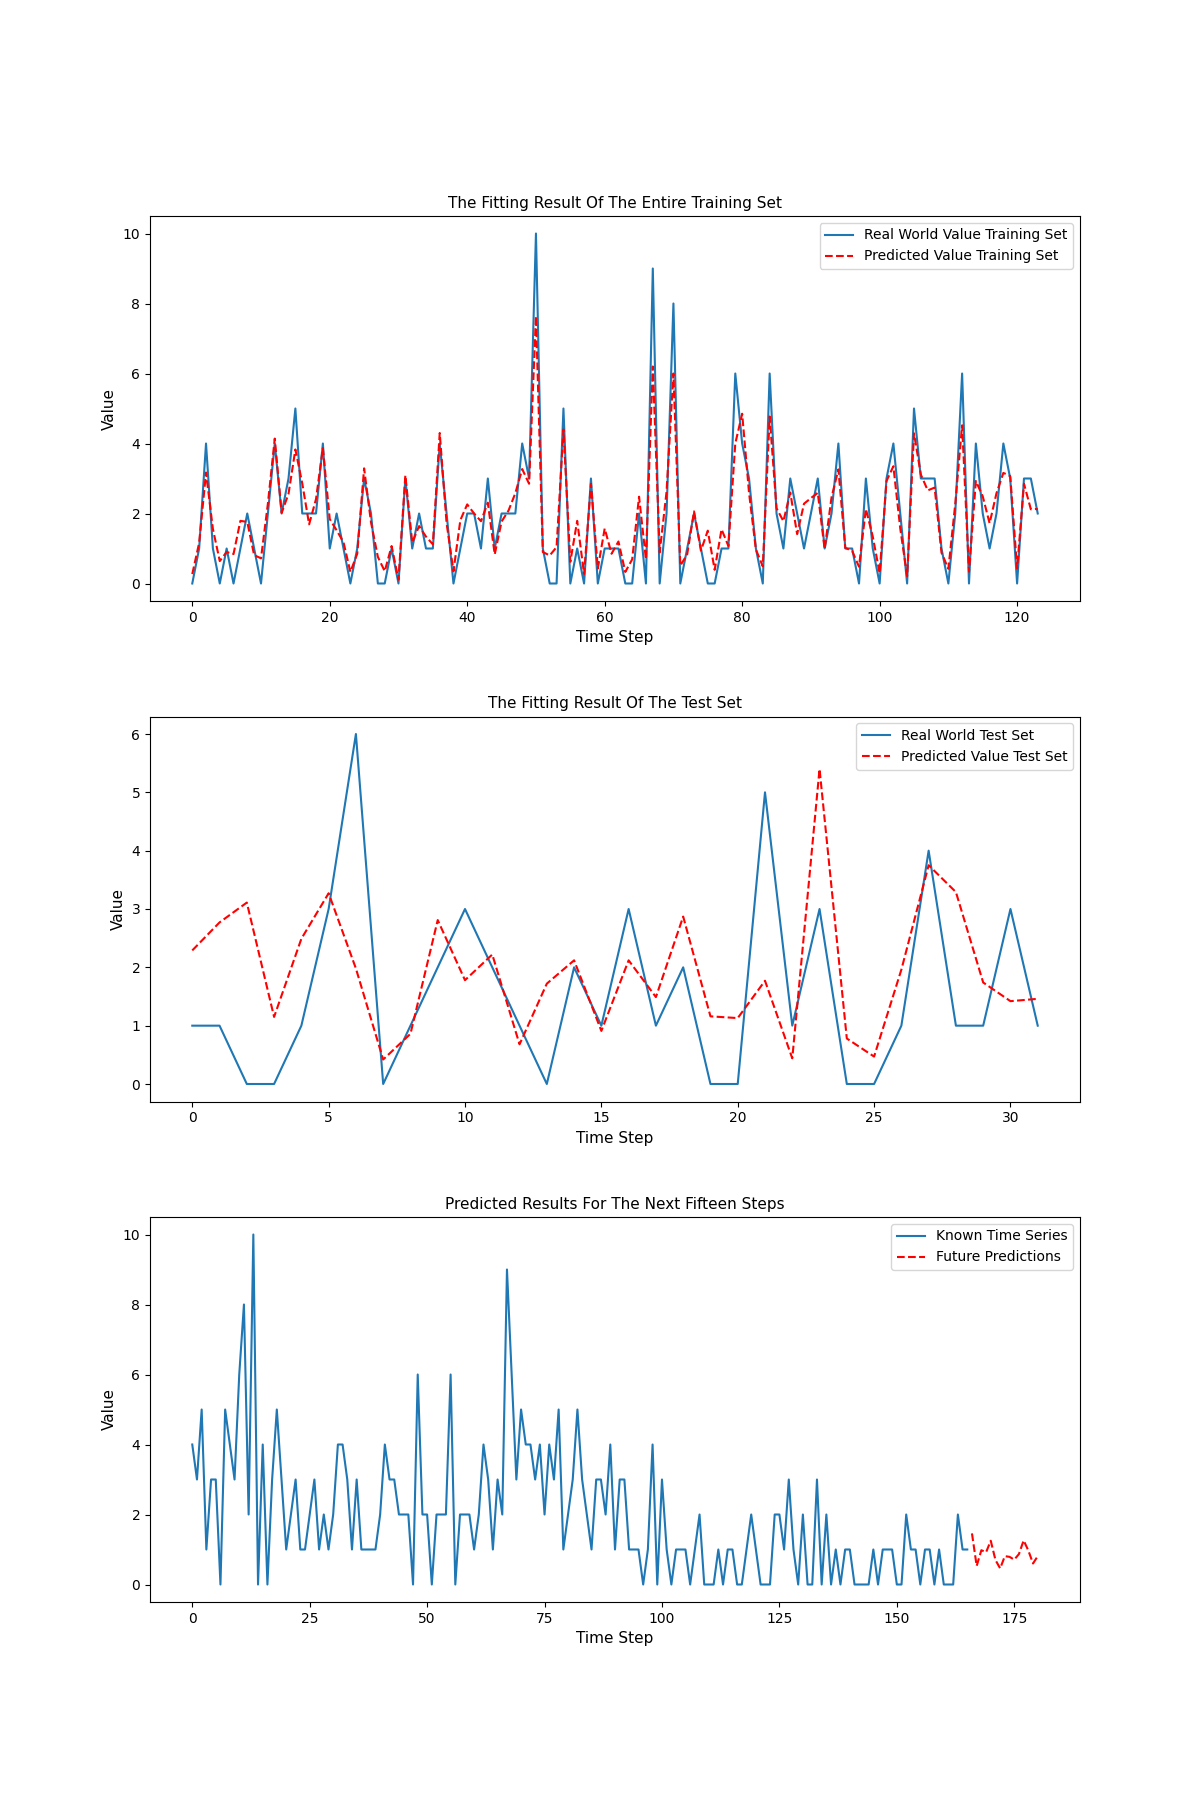 The Fitting Result Of The Entire Training Set
Real World Value Training Set
Predicted Value Training Set
Value
10
8
6
4
2
0
0 20 40 60 80 100 120
Time Step
The Fitting Result Of The Test Set
Real World Test Set
Predicted Value Test Set
Value
6
5
4
3
2
1
0
0 5 10 15 20 25 30
Time Step
Predicted Results For The Next Fifteen Steps
Known Time Series
Future Predictions
Value
10
8
6
4
2
0
0 25 50 75 100 125 150 175
Time Step